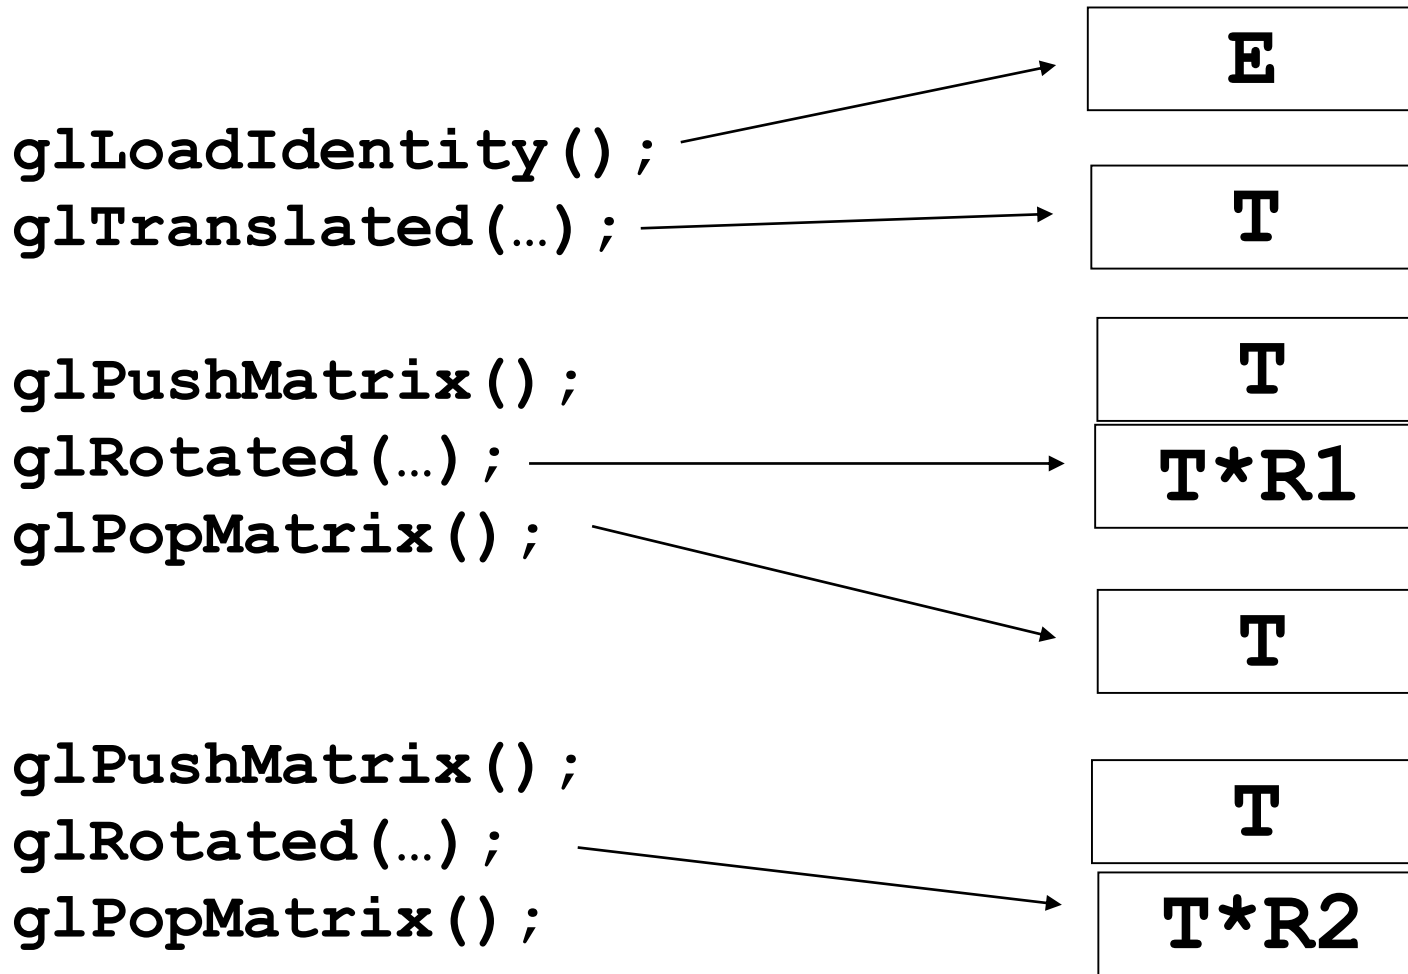 E
glLoadIdentity();
T
glTranslated(…);
T
glPushMatrix();
T*R1
glRotated(…);
glPopMatrix();
T
glPushMatrix();
T
glRotated(…);
T*R2
glPopMatrix();